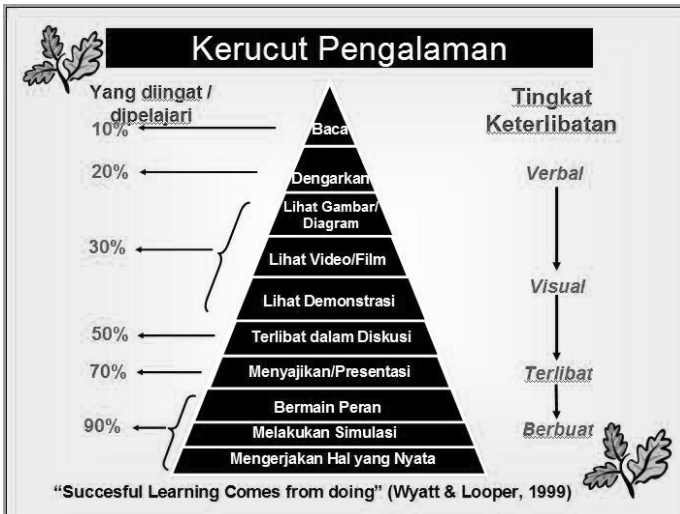 Kerucut Pengalaman
Yang diingat /
dipelajari
Tingkat
Keterlibatan
10%
Baca
20%
Dengarkan
Verbal
Lihat Gambar/
Diagram
30%
Lihat Video/Film
Lihat Demonstrasi
Visual
50%
Terlibat dalam Diskusi
70%
Menyajikan/Presentasi
Terlibat
90%
Bermain Peran
Melakukan Simulasi
Berbuat
Mengerjakan Hal yang Nyata
“Succesful Learning Comes from doing” (Wyatt & Looper, 1999)